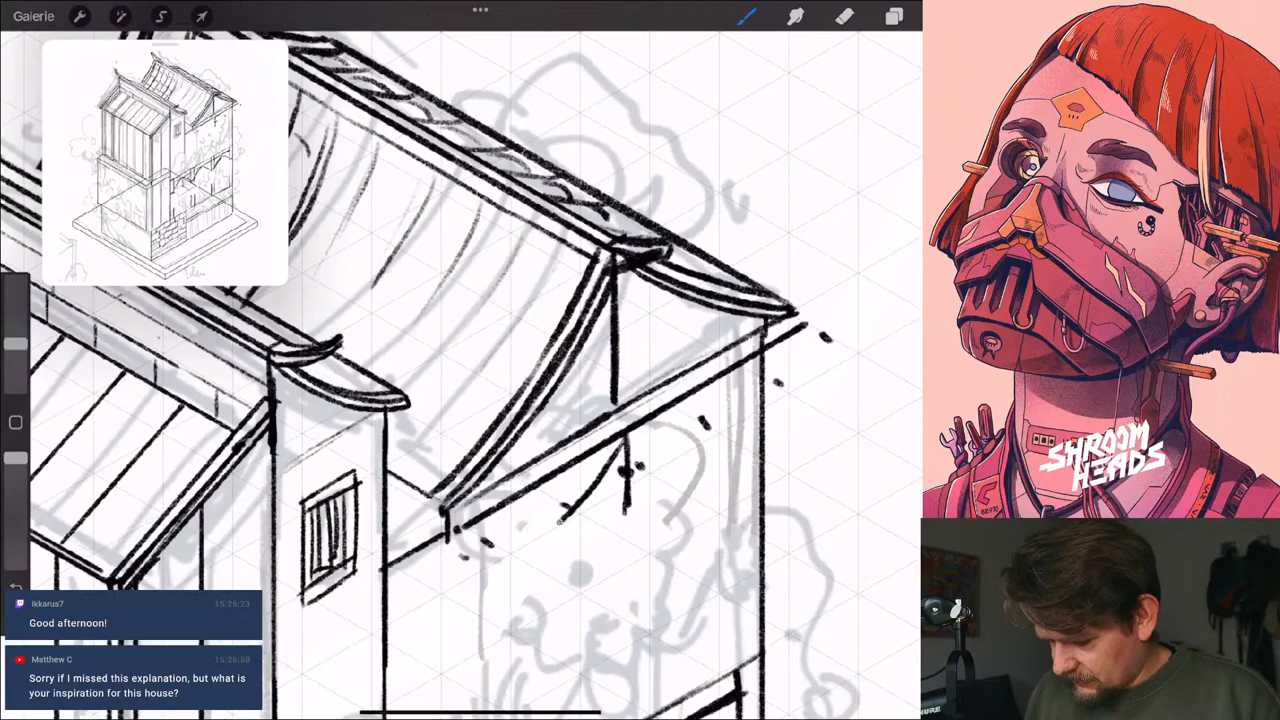 Galerie
SHROOM
HEADS
Ikkarus7 15:26:23
Good afternoon!
Matthew C 15:26:58
Sorry if I missed this explanation, but what is
your inspiration for this house?